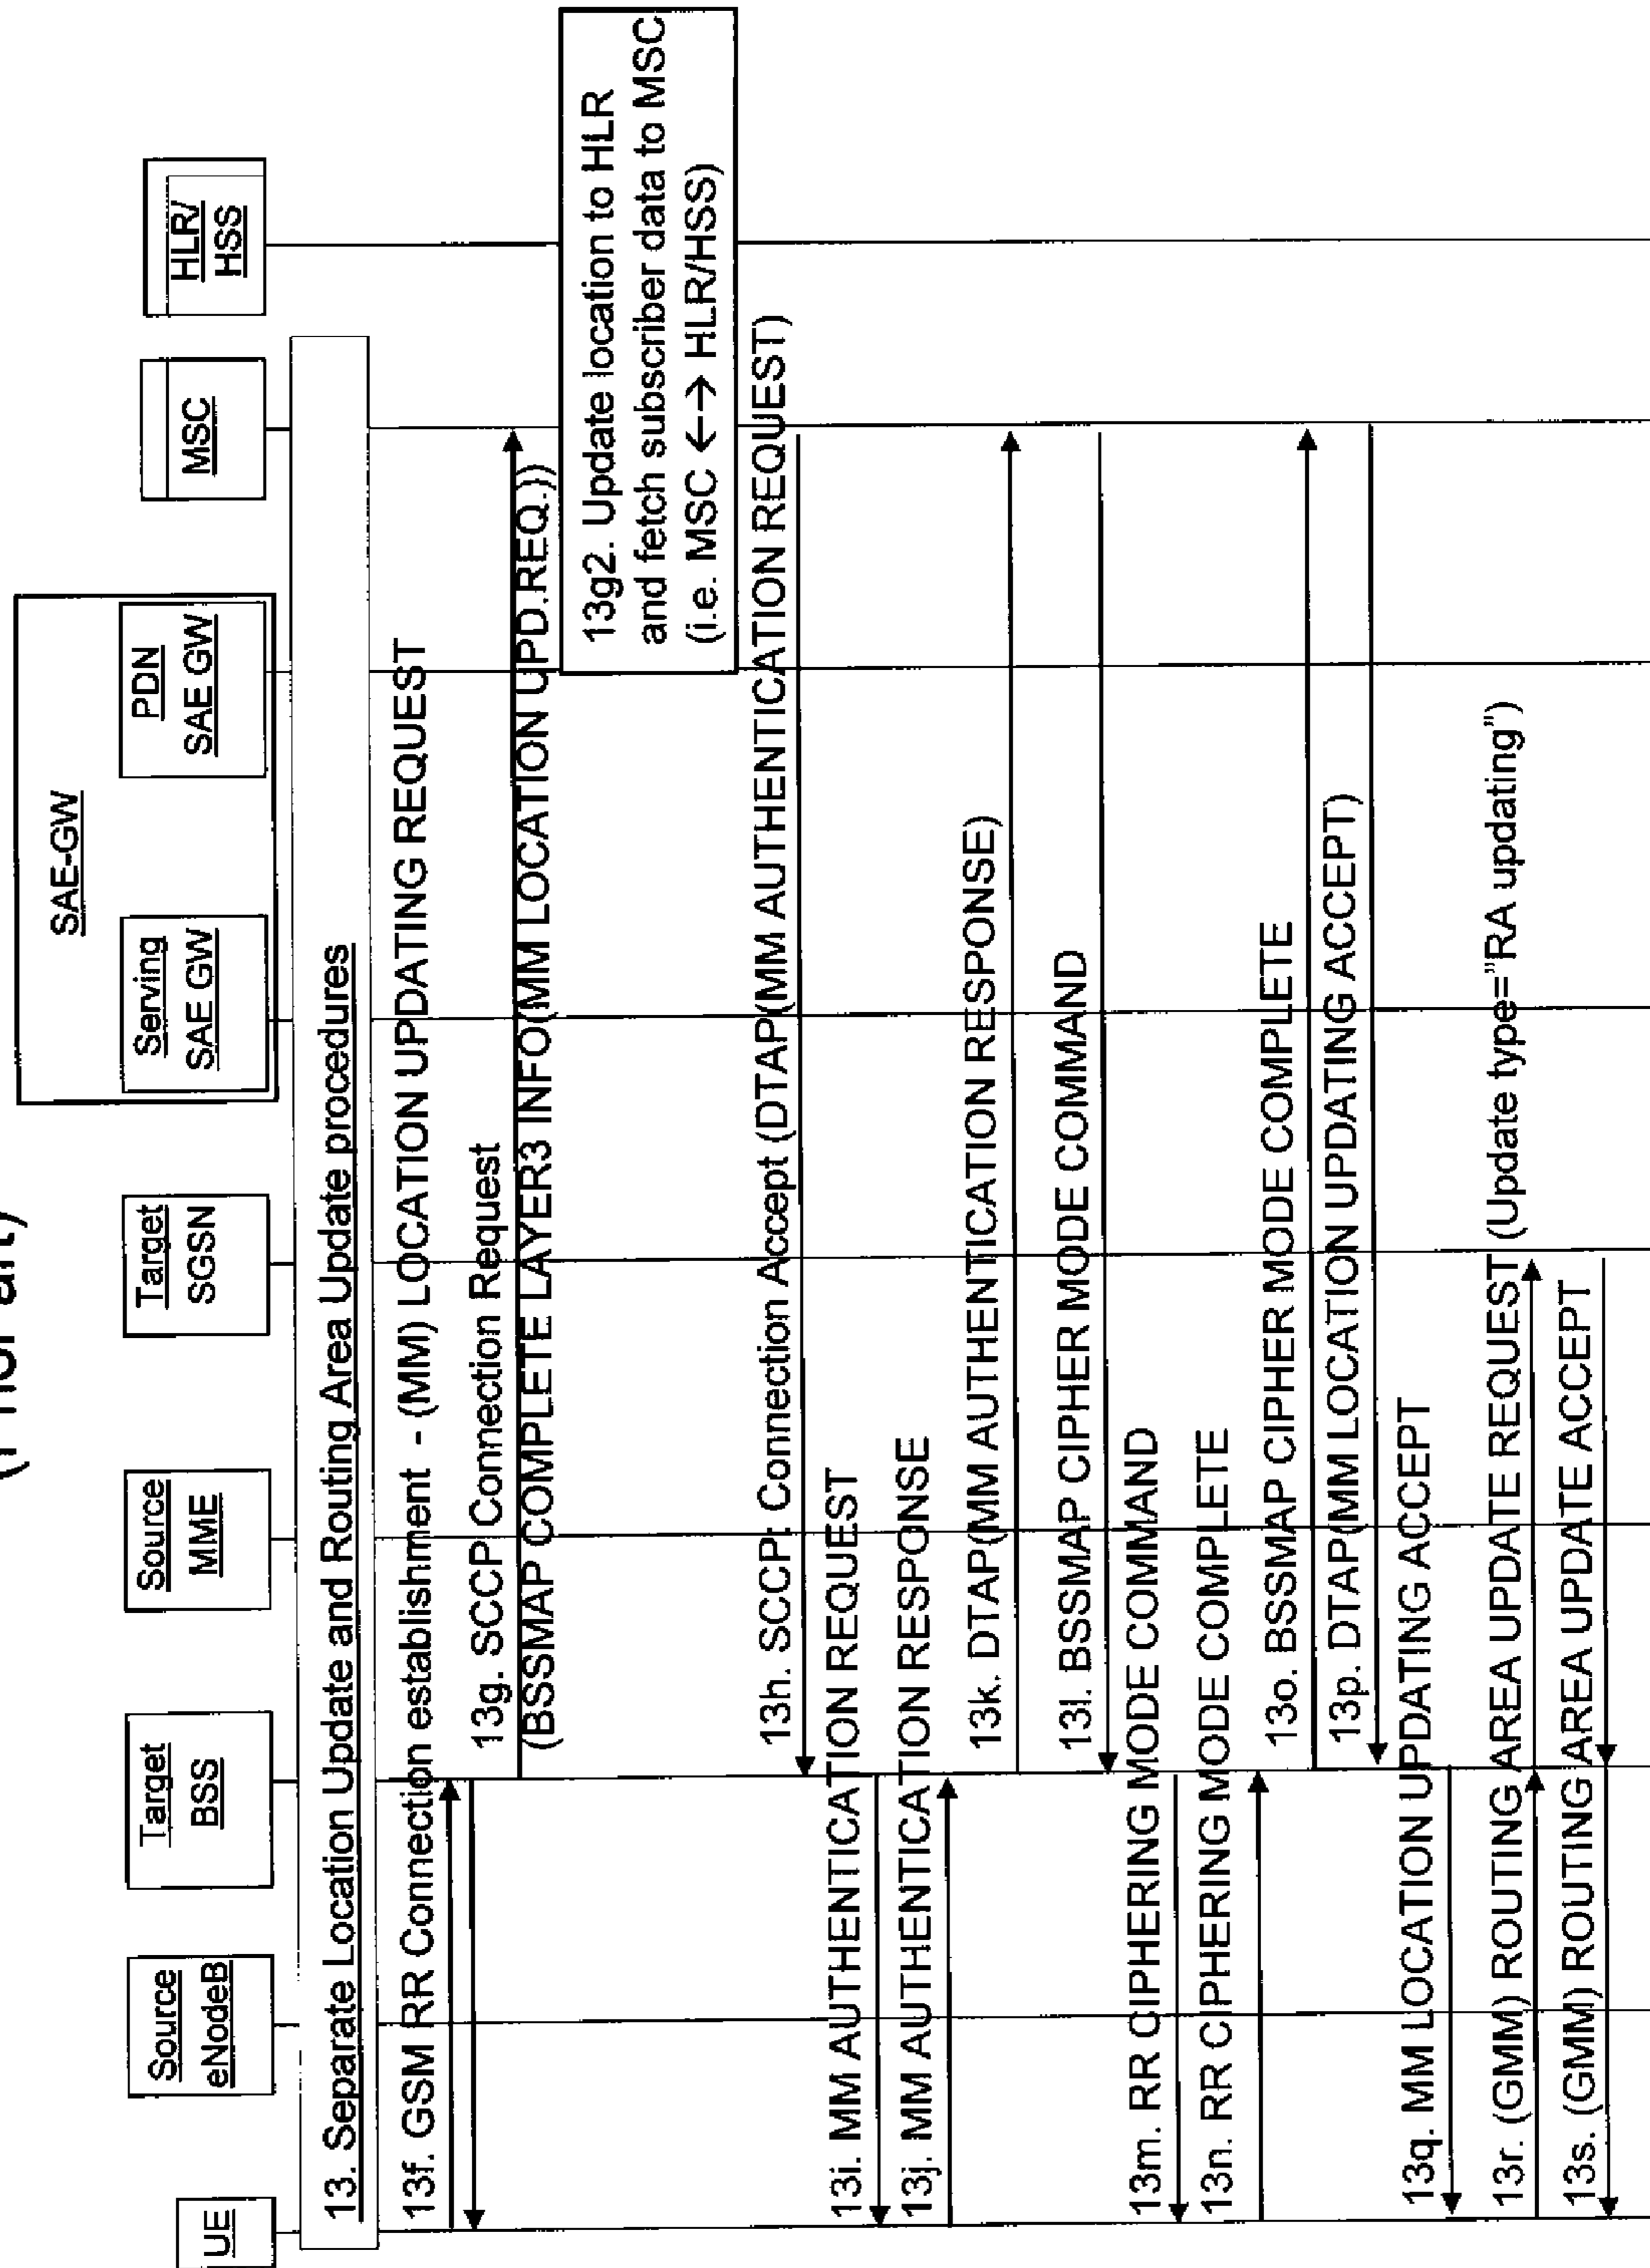 (Prior art)
SAE-GW
UE
Source
eNodeB
Target
BSS
Source
MME
Target
SGSN
Serving
SAE GW
PDN
SAE GW
MSC
HLR/
HSS
13. Separate Location Update and Routing Area Update procedures
13f. GSM RR Connection establishment - (MM) LOCATION UPDATING REQUEST
13g. SCCP: Connection Request
(BSSMAP COMPLETE LAYER3 INFO(MM LOCATION UPD.REQ.))
13g2. Update location to HLR
and fetch subscriber data to MSC
(i.e. MSC ←→ HLR/HSS)
13h. SCCP: Connection Accept (DTAP(MM AUTHENTICATION REQUEST)
13i. MM AUTHENTICATION REQUEST
13j. MM AUTHENTICATION RESPONSE
13k. DTAP(MM AUTHENTICATION RESPONSE)
13l. BSSMAP CIPHER MODE COMMAND
13m. RR CIPHERING MODE COMMAND
13n. RR CIPHERING MODE COMPLETE
13o. BSSMAP CIPHER MODE COMPLETE
13p. DTAP(MM LOCATION UPDATING ACCEPT)
13q. MM LOCATION UPDATING ACCEPT
13r. (GMM) ROUTING AREA UPDATE REQUEST (Update type="RA updating")
13s. (GMM) ROUTING AREA UPDATE ACCEPT